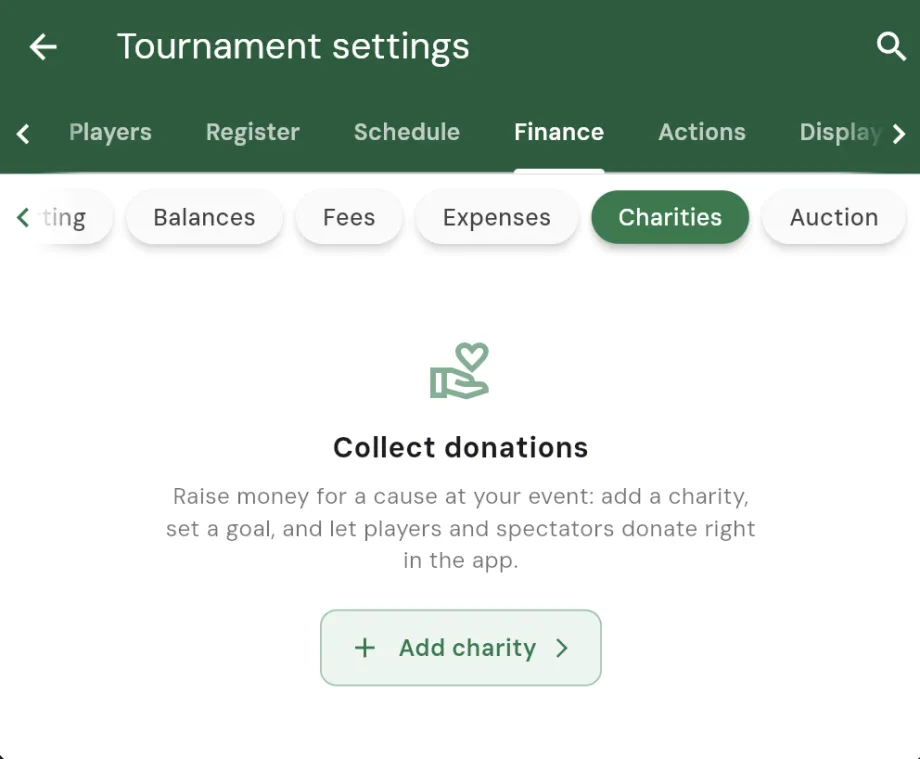 Tournament settings
Players Register Schedule Finance Actions Display
Balances Fees Expenses Charities Auction
Collect donations
Raise money for a cause at your event: add a charity,
set a goal, and let players and spectators donate right
in the app.
+ Add charity